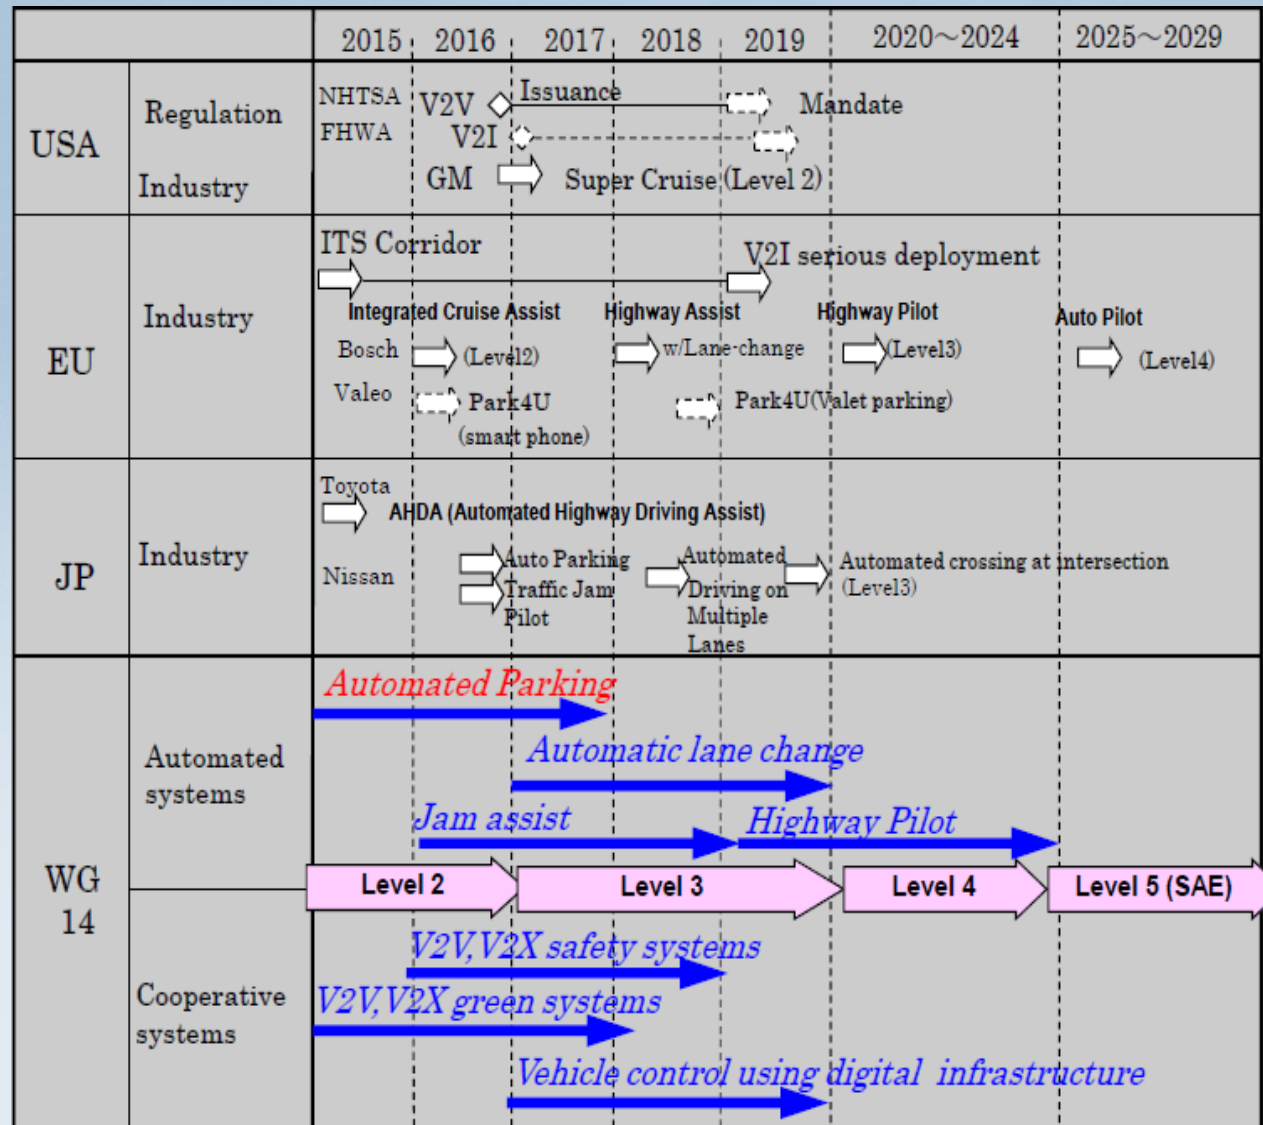 2015 2016 2017 2018 2019 2020～2024 2025～2029
USA
Regulation
NHTSA V2V Issuance Mandate
FHWA V2I
Industry
GM Super Cruise (Level 2)
EU
Industry
ITS Corridor
V2I serious deployment
Integrated Cruise Assist Highway Assist Highway Pilot Auto Pilot
Bosch (Level2) w/Lane-change (Level3) (Level4)
Valeo Park4U Park4U(Valet parking)
(smart phone)
JP
Industry
Toyota
AHDA (Automated Highway Driving Assist)
Nissan
Auto Parking
Traffic Jam
Pilot
Automated
Driving on
Multiple
Lanes
Automated crossing at intersection
(Level3)
WG
14
Automated
systems
Automated Parking
Automatic lane change
Jam assist Highway Pilot
Level 2 Level 3 Level 4 Level 5 (SAE)
Cooperative
systems
V2V,V2X safety systems
V2V,V2X green systems
Vehicle control using digital infrastructure